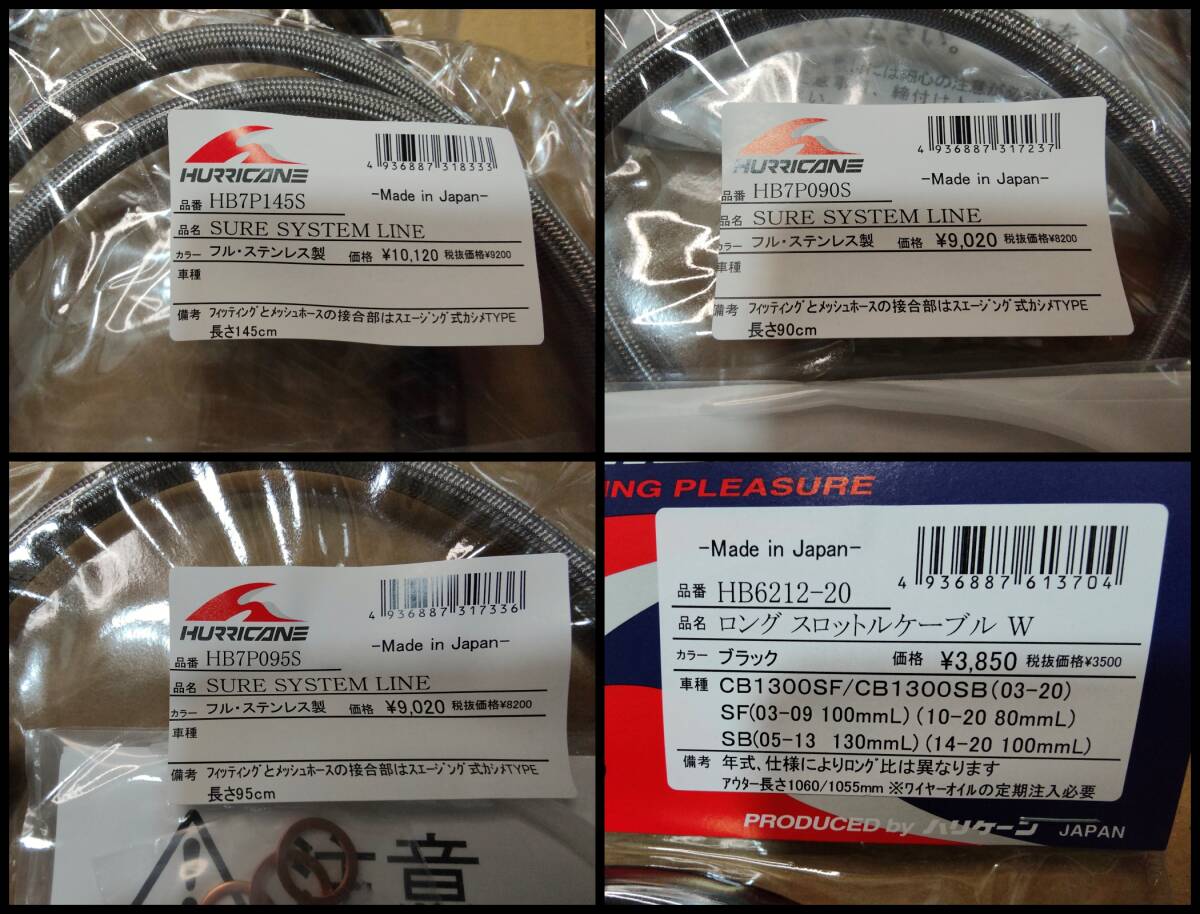 HURRICANE
4 936887 318333
-Made in Japan-
品番 HB7P145S
品名 SURE SYSTEM LINE
カラー フル・ステンレス製 価格 ¥10,120 税抜価格¥9200
車種
備考 フィッティングとメッシュホースの接合部はスエージング式カシメTYPE
長さ145cm
HURRICANE
4 936887 317237
-Made in Japan-
品番 HB7P090S
品名 SURE SYSTEM LINE
カラー フル・ステンレス製 価格 ¥9,020 税抜価格¥8200
車種
備考 フィッティングとメッシュホースの接合部はスエージング式カシメTYPE
長さ90cm
HURRICANE
4 936887 317336
-Made in Japan-
品番 HB7P095S
品名 SURE SYSTEM LINE
カラー フル・ステンレス製 価格 ¥9,020 税抜価格¥8200
車種
備考 フィッティングとメッシュホースの接合部はスエージング式カシメTYPE
長さ95cm
注意
ING PLEASURE
-Made in Japan-
4 936887 613704
品番 HB6212-20
品名 ロング スロットルケーブル W
カラー ブラック 価格 ¥3,850 税抜価格¥3500
車種 CB1300SF/CB1300SB(03-20)
SF(03-09 100mmL) (10-20 80mmL)
SB(05-13 130mmL) (14-20 100mmL)
備考 年式、仕様によりロング比は異なります
アウター長さ1060/1055mm ※ワイヤーオイルの定期注入必要
PRODUCED by ハリケーン JAPAN